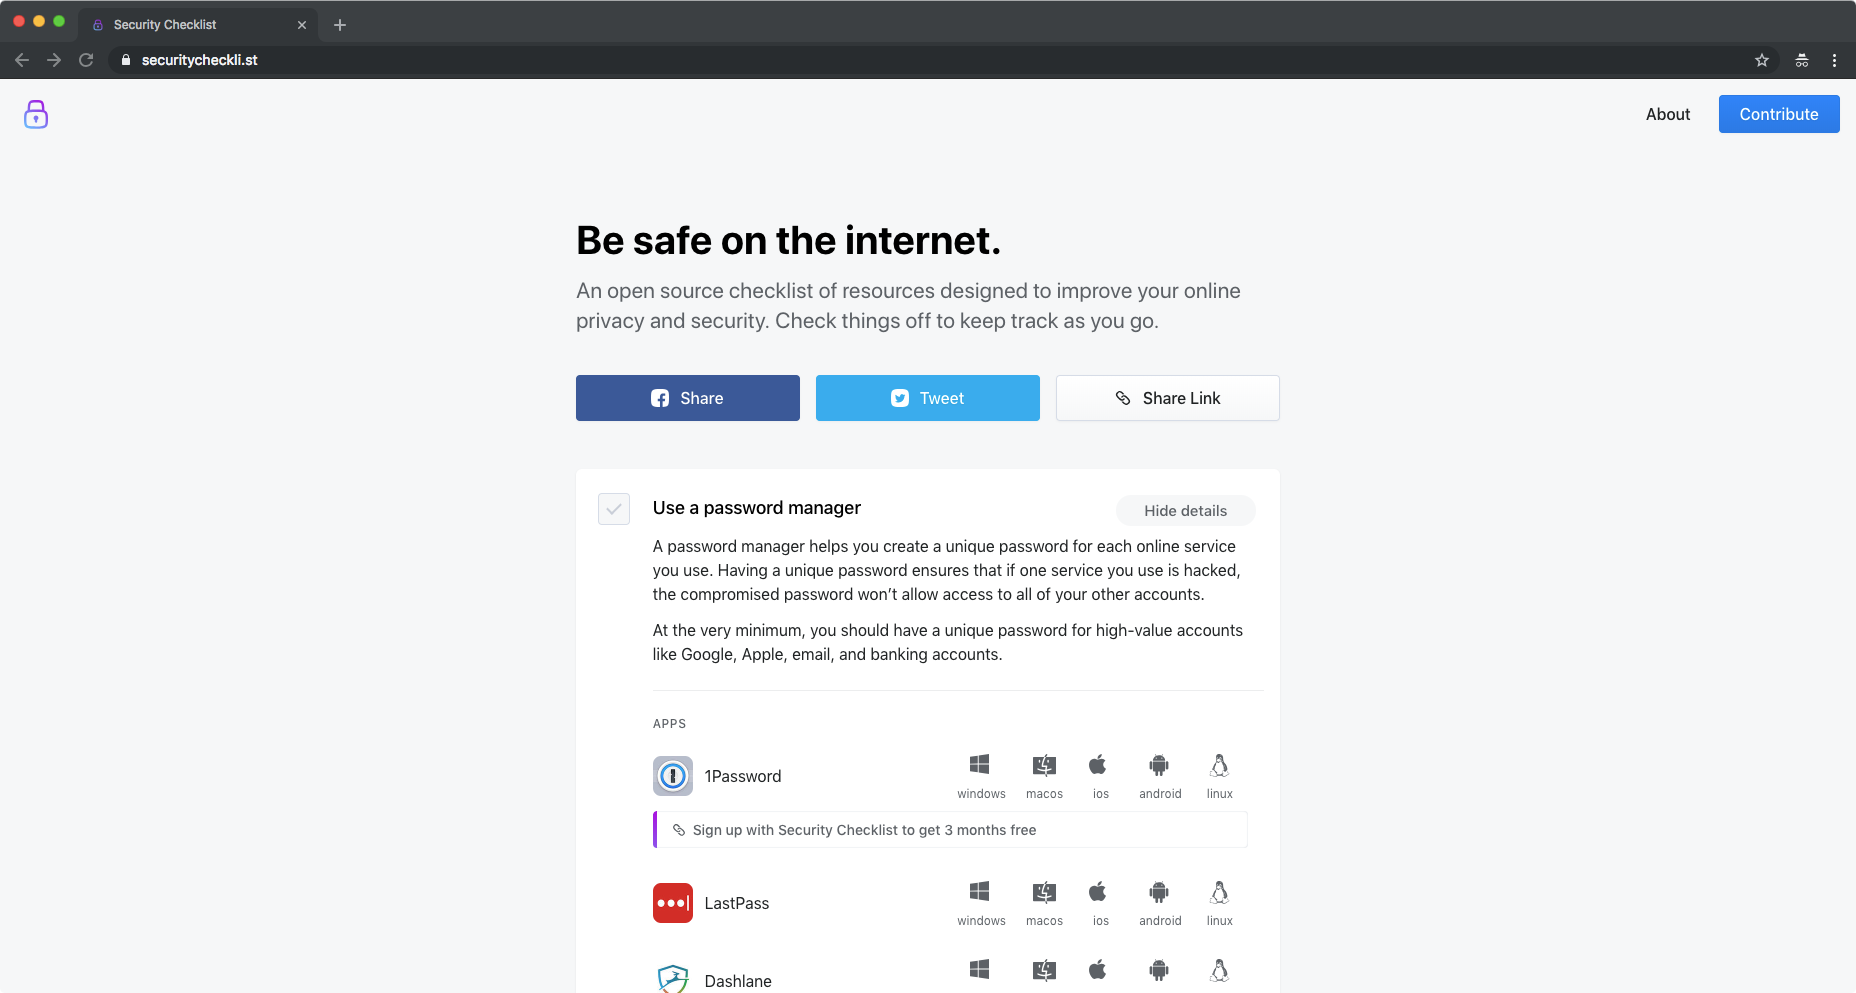 Security Checklist
securitycheckli.st
About
Contribute
Be safe on the internet.
An open source checklist of resources designed to improve your online
privacy and security. Check things off to keep track as you go.
Share
Tweet
Share Link
Use a password manager
Hide details
A password manager helps you create a unique password for each online service
you use. Having a unique password ensures that if one service you use is hacked,
the compromised password won’t allow access to all of your other accounts.
At the very minimum, you should have a unique password for high-value accounts
like Google, Apple, email, and banking accounts.
APPS
1Password
windows macos ios android linux
Sign up with Security Checklist to get 3 months free
LastPass
windows macos ios android linux
Dashlane